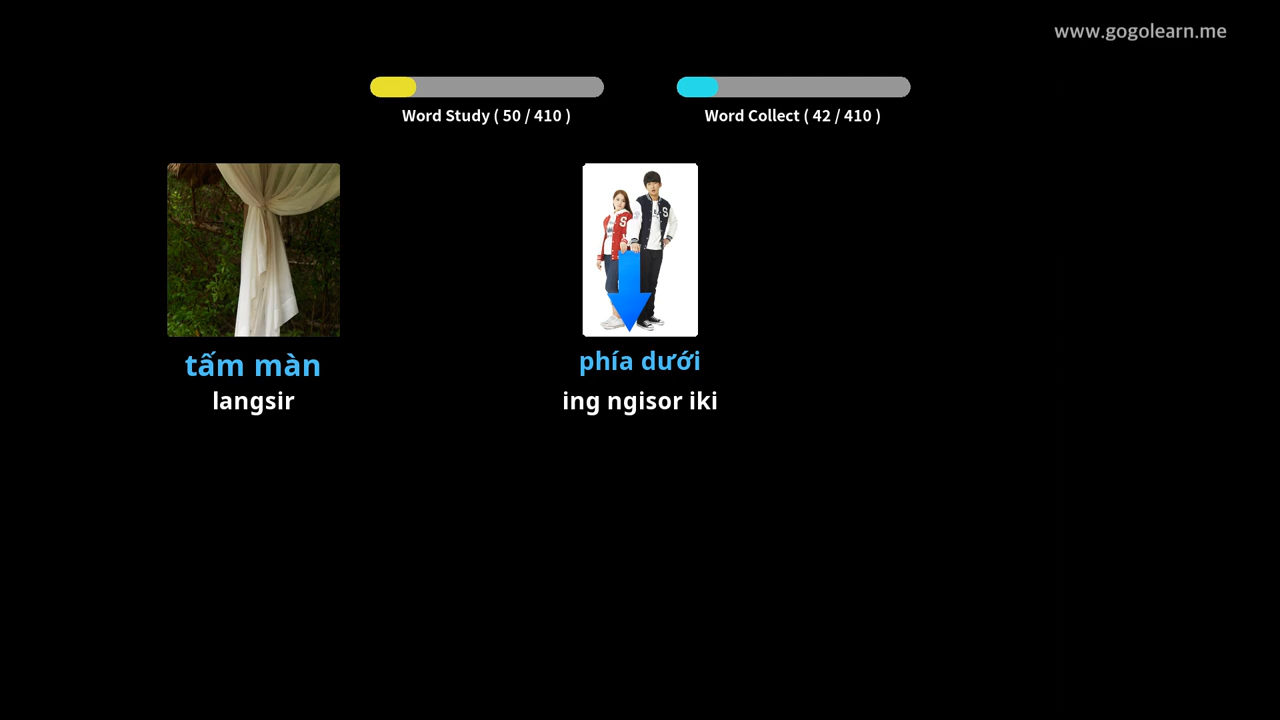 www.gogolearn.me
Word Study ( 50 / 410 )
Word Collect ( 42 / 410 )
S
S
tấm màn
langsir
phía dưới
ing ngisor iki